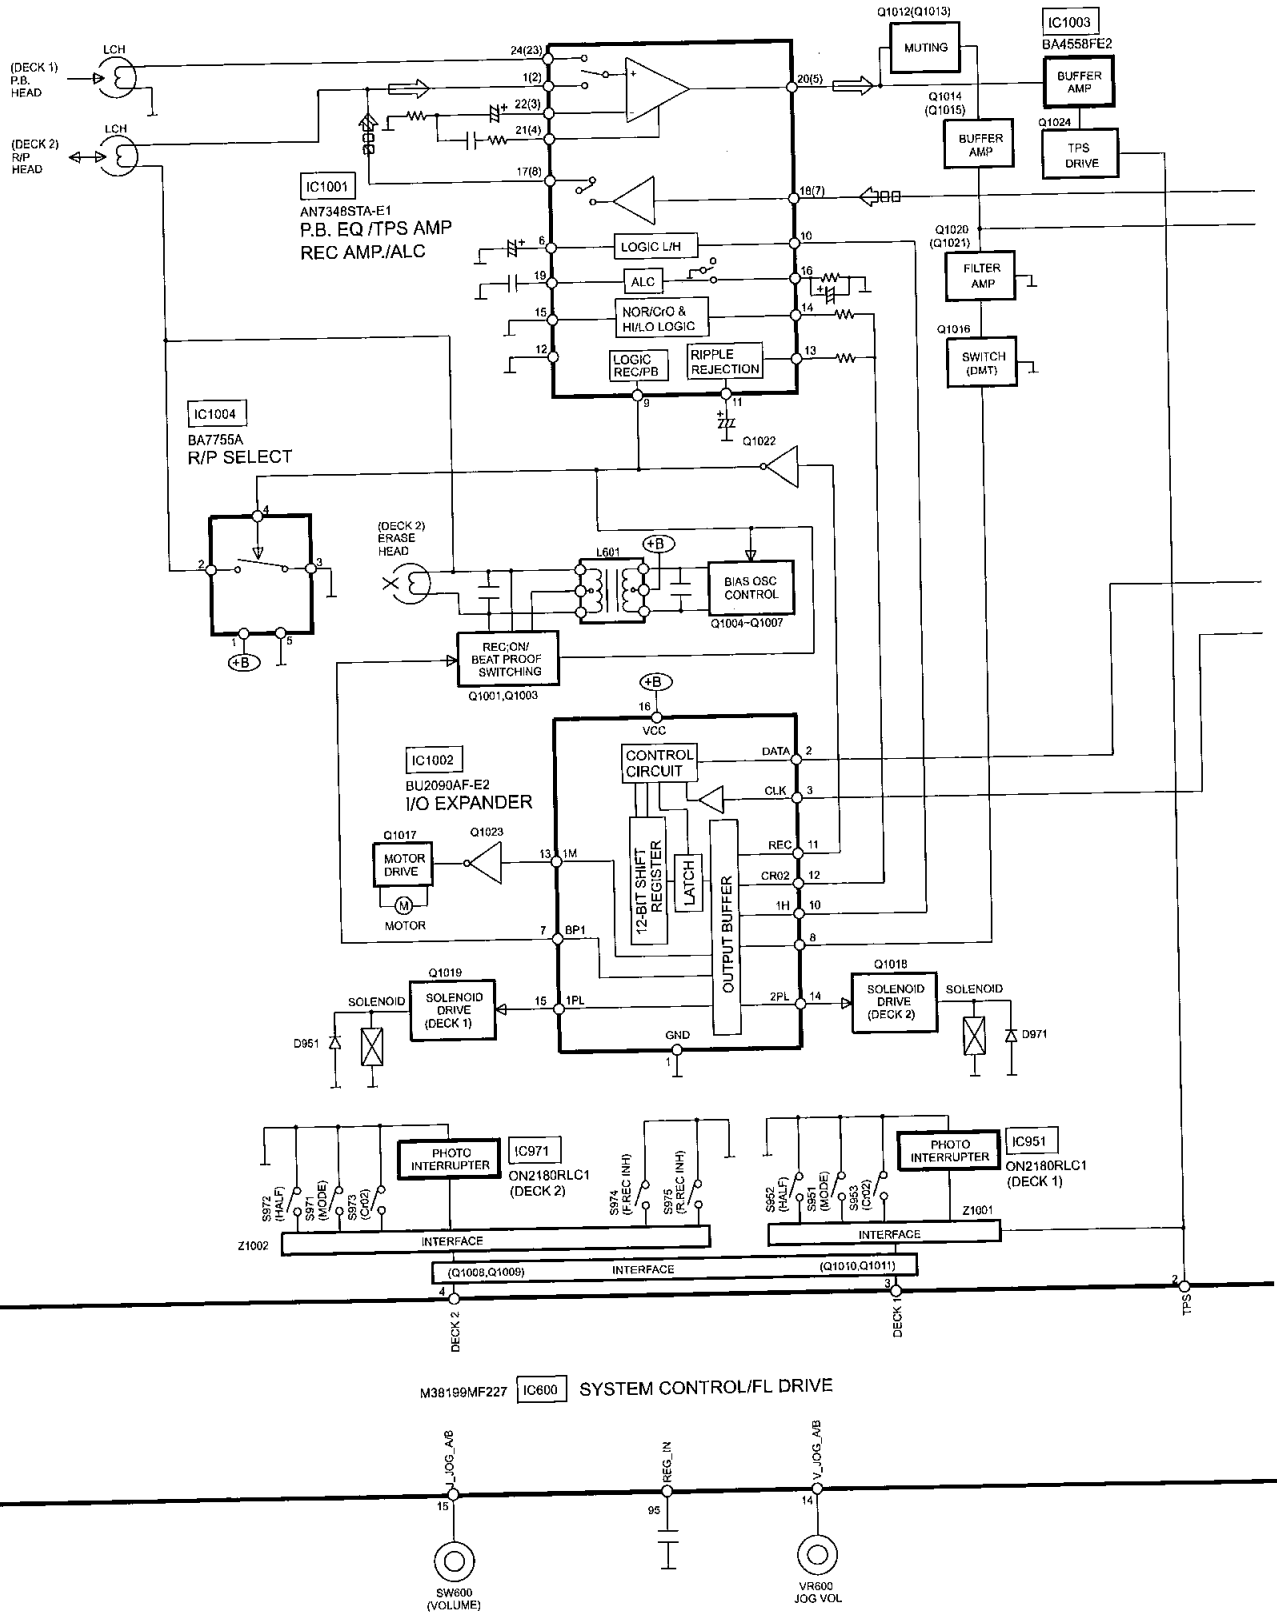 Q1012(Q1013)
IC1003
BA4558FE2
MUTING
BUFFER
AMP
LCH
(DECK 1)
P.B.
HEAD
24(23)
1(2)
22(3)
21(4)
+
−
20(5)
Q1014
(Q1015)
Q1024
BUFFER
AMP
TPS
DRIVE
LCH
(DECK 2)
R/P
HEAD
17(8)
18(7)
IC1001
AN7348STA-E1
P.B. EQ /TPS AMP
REC AMP./ALC
6
LOGIC L/H
10
Q1020
(Q1021)
FILTER
AMP
19
ALC
16
15
NOR/CrO &
HI/LO LOGIC
14
Q1016
SWITCH
(DMT)
12
LOGIC
REC/PB
RIPPLE
REJECTION
13
9
11
IC1004
BA7755A
R/P SELECT
Q1022
4
2
3
1
5
+B
(DECK 2)
ERASE
HEAD
L601
+B
BIAS OSC
CONTROL
Q1004~Q1007
REC;ON/
BEAT PROOF
SWITCHING
Q1001,Q1003
+B
16
VCC
IC1002
BU2090AF-E2
I/O EXPANDER
CONTROL
CIRCUIT
DATA
2
CLK
3
Q1017
MOTOR
DRIVE
Q1023
13
1M
M
MOTOR
12-BIT SHIFT
REGISTER
LATCH
OUTPUT BUFFER
REC
11
CR02
12
1H
10
8
7
BP1
Q1019
SOLENOID
SOLENOID
DRIVE
(DECK 1)
15
1PL
2PL
14
Q1018
SOLENOID
DRIVE
(DECK 2)
SOLENOID
D951
D971
GND
1
S972
(HALF)
S971
(MODE)
S973
(Cr02)
PHOTO
INTERRUPTER
IC971
ON2180RLC1
(DECK 2)
S974
(F.REC INH)
S975
(R.REC INH)
S952
(HALF)
S951
(MODE)
S953
(Cr02)
PHOTO
INTERRUPTER
IC951
ON2180RLC1
(DECK 1)
Z1001
Z1002
INTERFACE
INTERFACE
(Q1008,Q1009)
INTERFACE
(Q1010,Q1011)
4
DECK 2
3
DECK 1
2
TPS
M38199MF227
IC600
SYSTEM CONTROL/FL DRIVE
J_JOG_A/B
REG_IN
V_JOG_A/B
15
95
14
SW600
(VOLUME)
VR600
JOG VOL